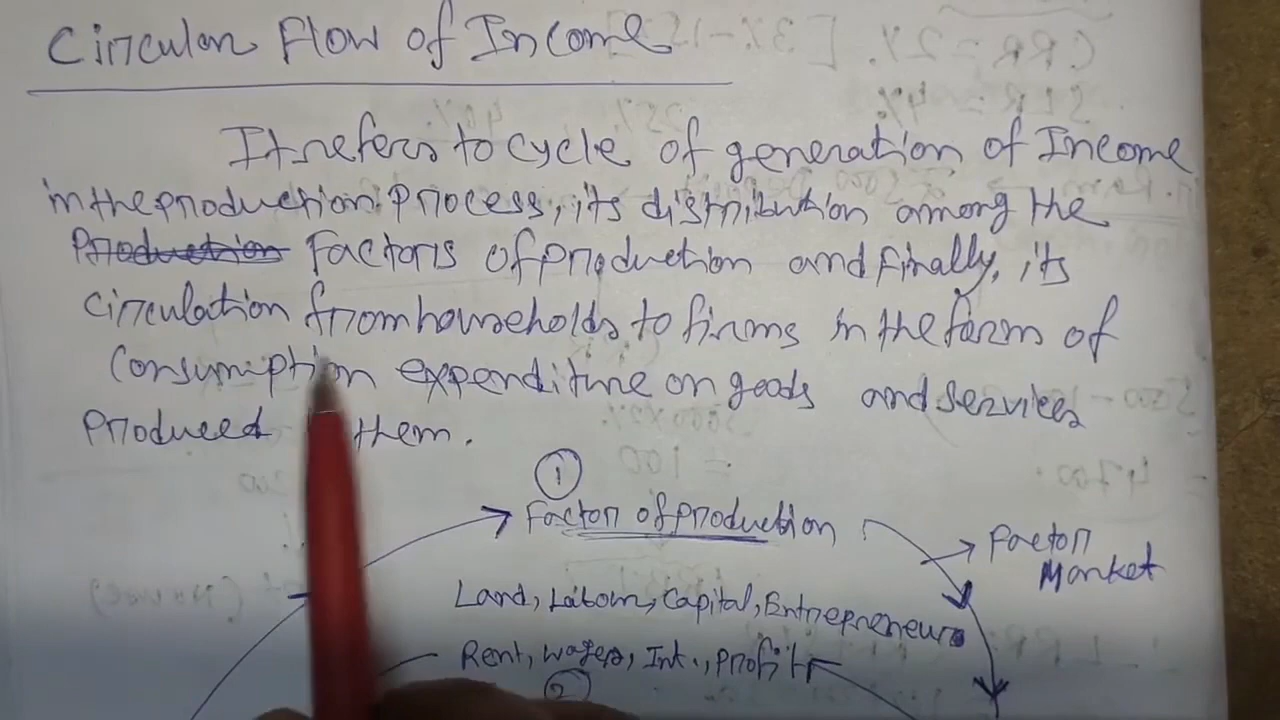 Circular Flow of Income
It refers to cycle of generation of Income
in the production process, its distribution among the
Production Factors of production and finally, its
circulation from households to firms in the form of
Consumption expenditure on goods and services
Produced them.
1
Factor of production
Factor
Market
Land, Labour, Capital, Entrepreneur
Rent, wages, Int., Profit
2